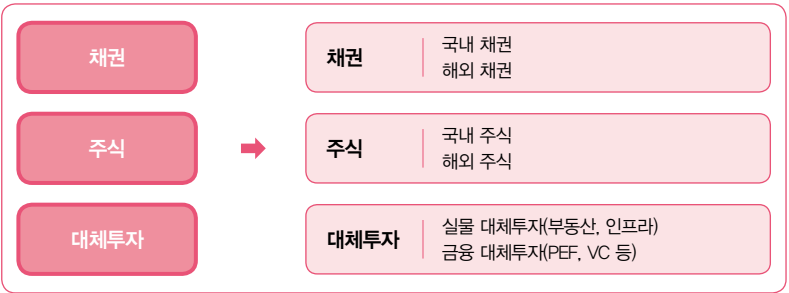 채권
채권
국내 채권
해외 채권
주식
주식
국내 주식
해외 주식
대체투자
대체투자
실물 대체투자(부동산, 인프라)
금융 대체투자(PEF, VC 등)